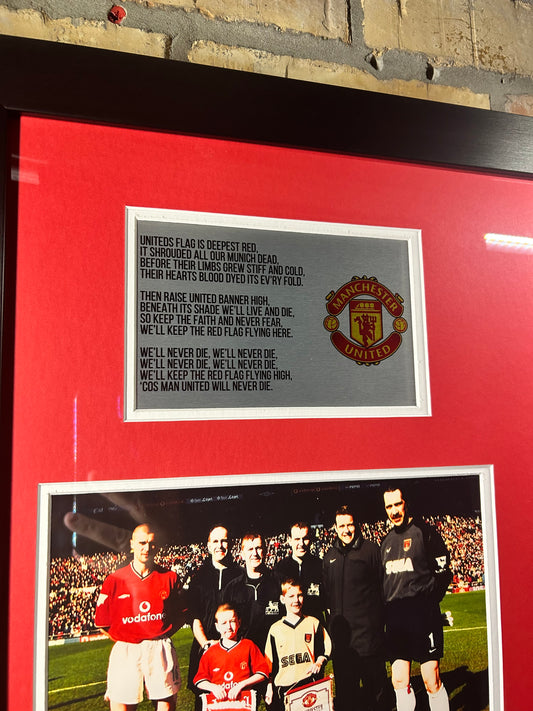 UNITEDS FLAG IS DEEPEST RED,
IT SHROUDED ALL OUR MUNICH DEAD,
BEFORE THEIR LIMBS GREW STIFF AND COLD,
THEIR HEARTS BLOOD DYED ITS EV'RY FOLD.
THEN RAISE UNITED BANNER HIGH,
BENEATH ITS SHADE WE'LL LIVE AND DIE,
SO KEEP THE FAITH AND NEVER FEAR,
WE'LL KEEP THE RED FLAG FLYING HERE.
WE'LL NEVER DIE, WE'LL NEVER DIE,
WE'LL NEVER DIE, WE'LL NEVER DIE,
WE'LL KEEP THE RED FLAG FLYING HIGH,
'COS MAN UNITED WILL NEVER DIE.
MANCHESTER
UNITED
vodafone
SEGA
vodafone
SEGA
1